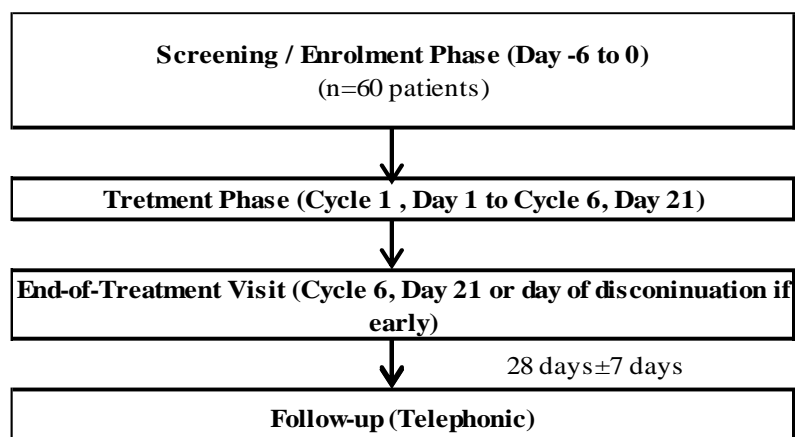 Screening / Enrolment Phase (Day -6 to 0)
(n=60 patients)
Tretment Phase (Cycle 1 , Day 1 to Cycle 6, Day 21)
End-of-Treatment Visit (Cycle 6, Day 21 or day of disconinuation if
early)
28 days±7 days
Follow-up (Telephonic)